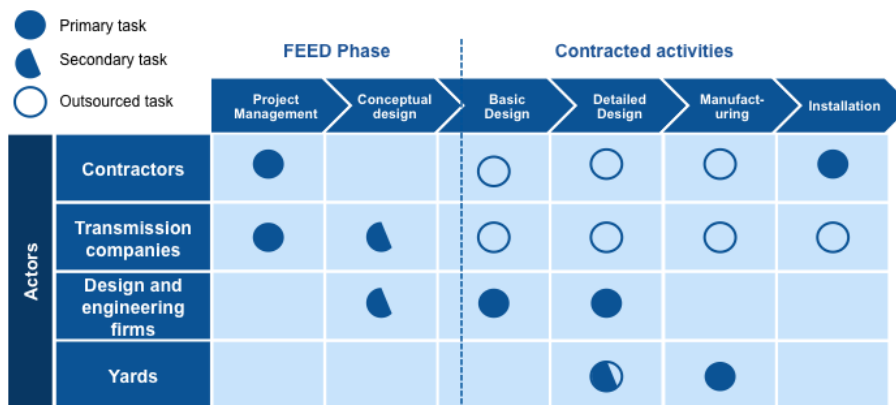 Primary task
Secondary task
Outsourced task
FEED Phase
Contracted activities
Project
Management
Conceptual
design
Basic
Design
Detailed
Design
Manufact-
uring
Installation
Actors
Contractors
Transmission
companies
Design and
engineering
firms
Yards